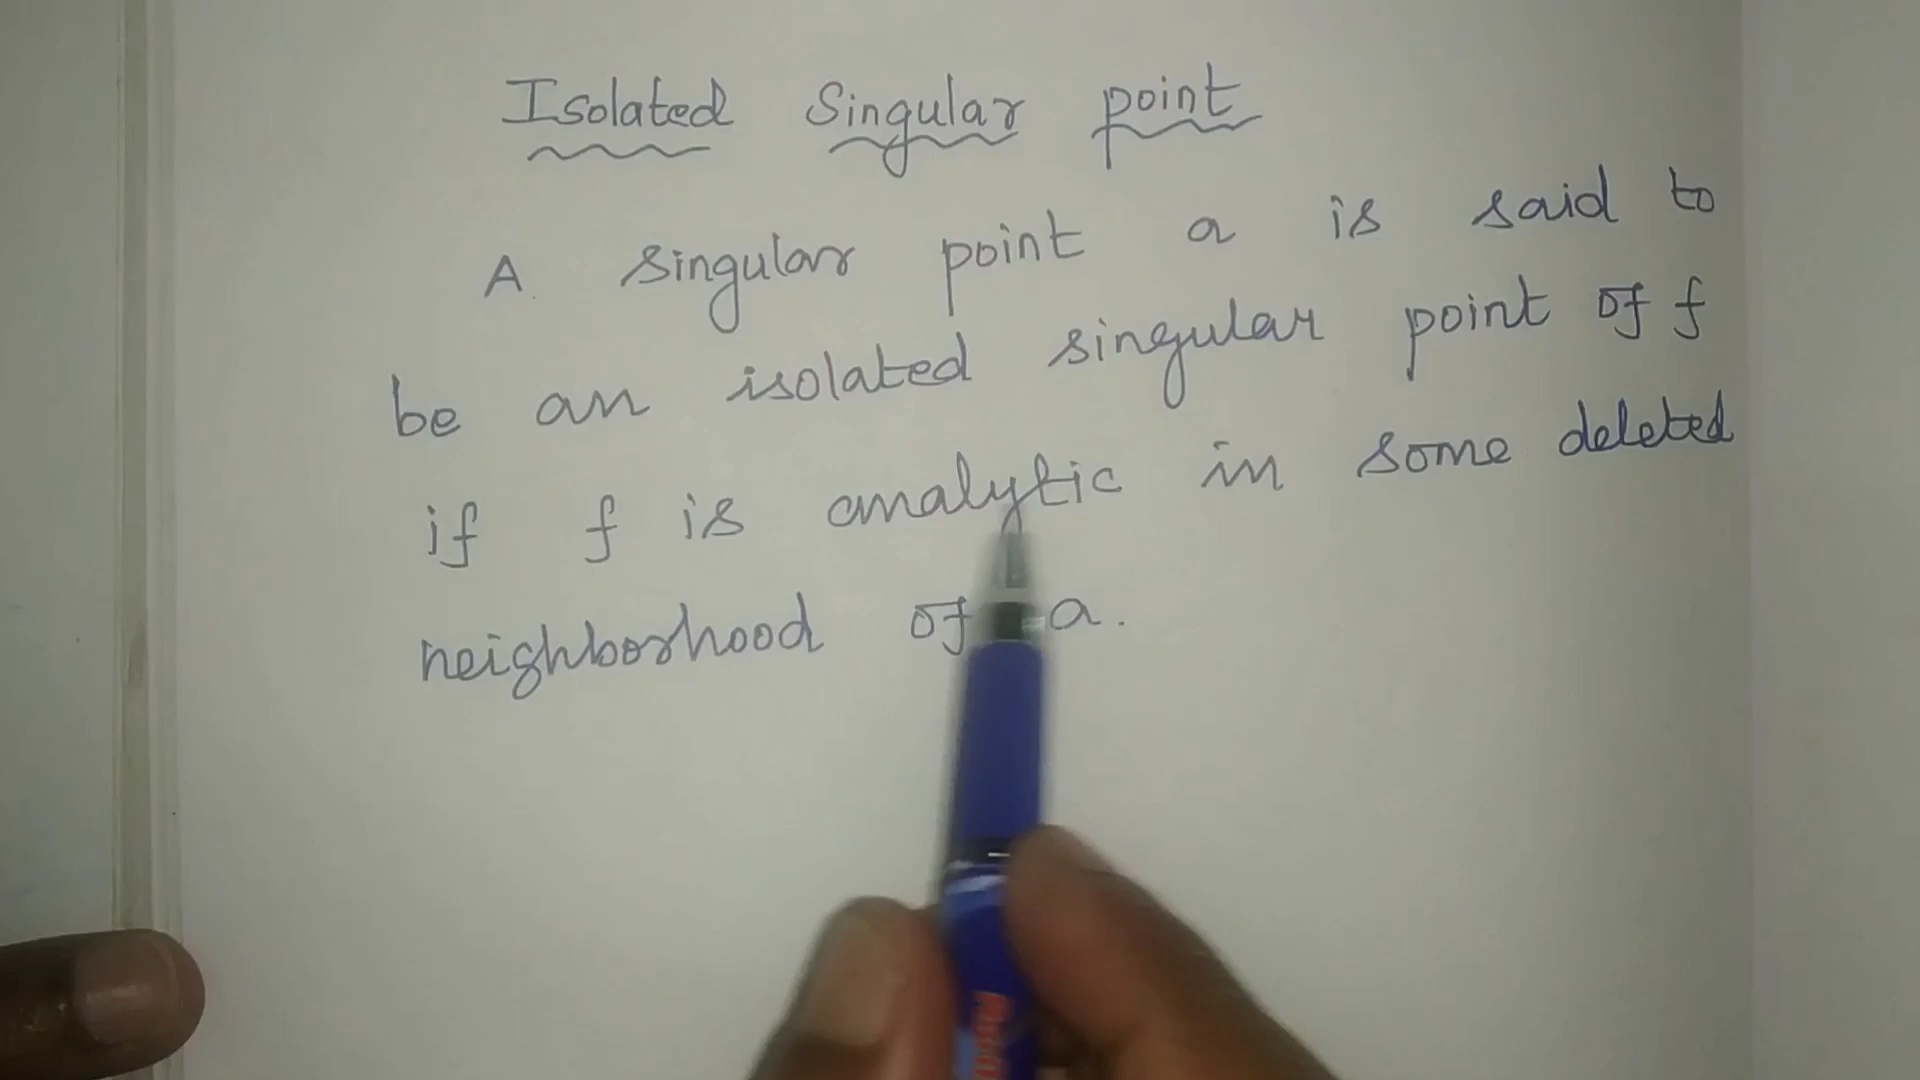 Isolated Singular point
A singular point a is said to
be an isolated singular point of f
if f is analytic in some deleted
neighborhood of a.